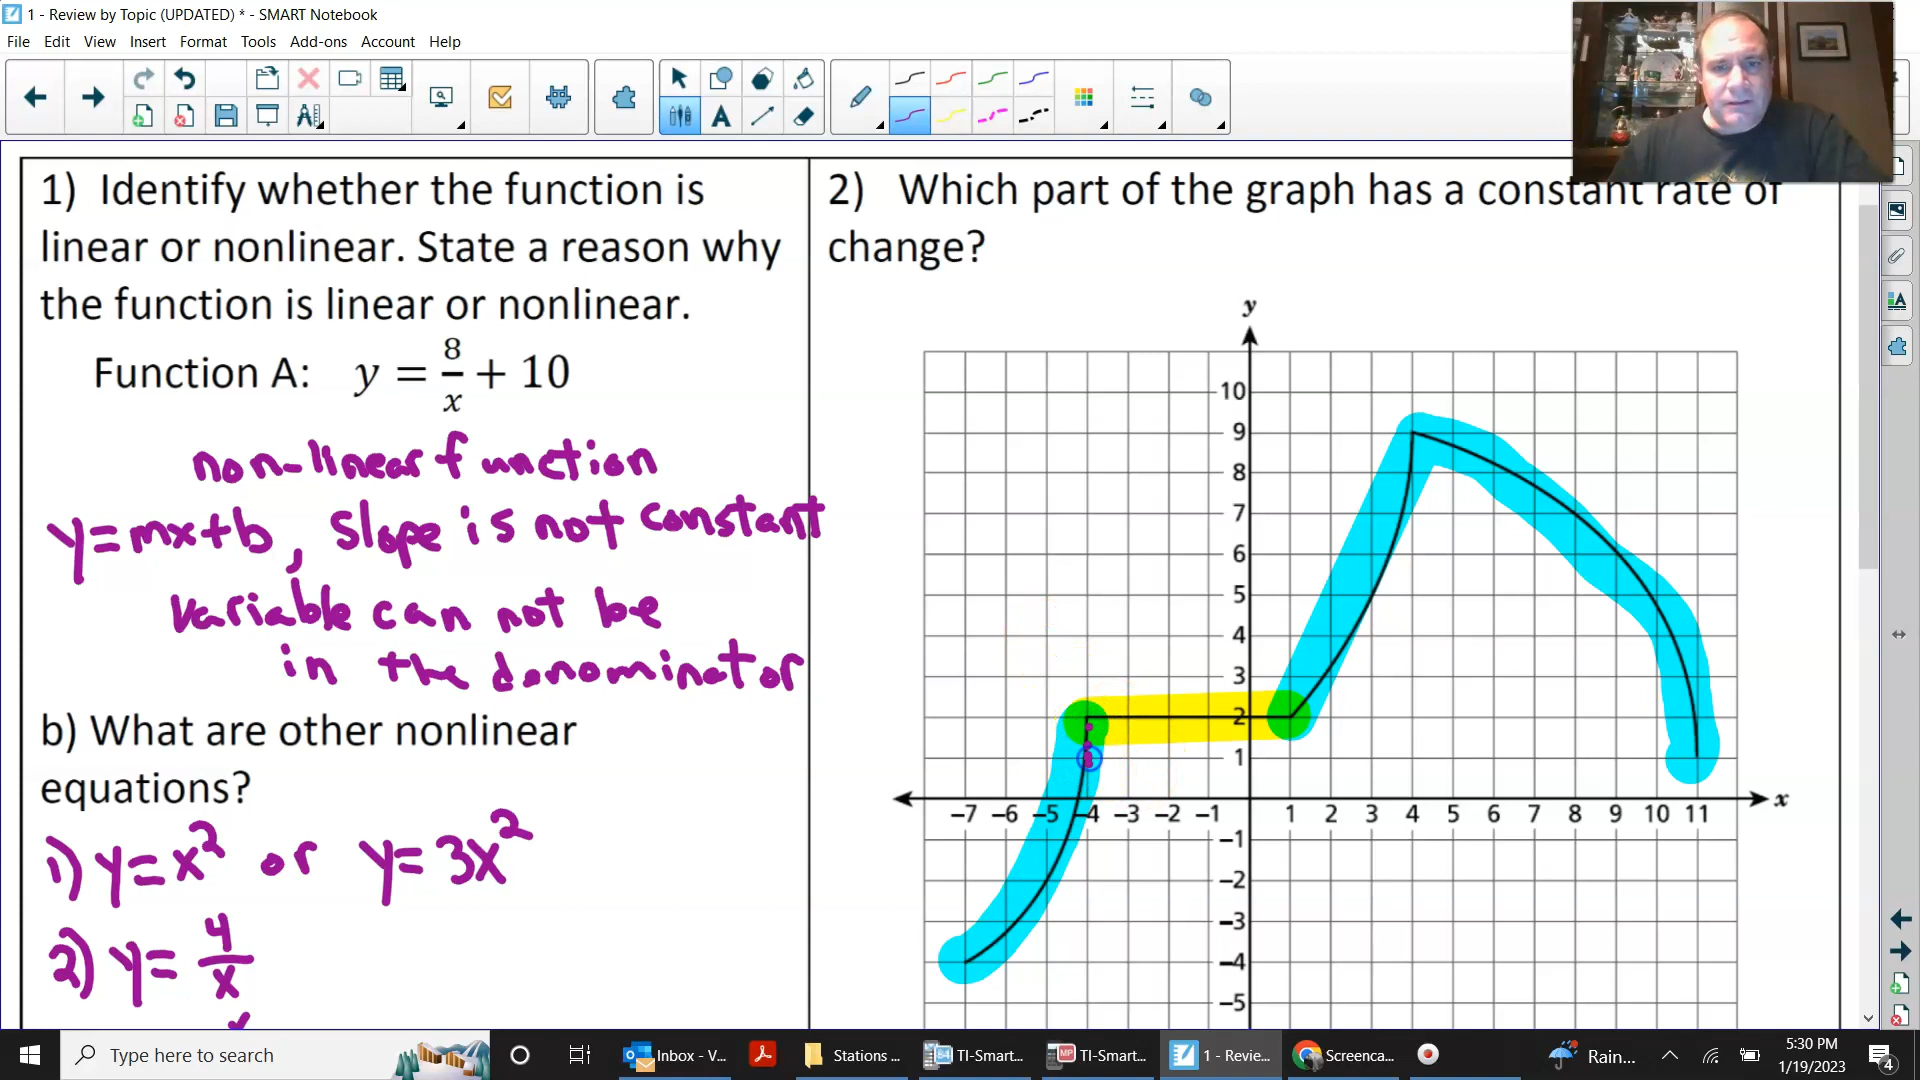 1 - Review by Topic (UPDATED) * - SMART Notebook
File Edit View Insert Format Tools Add-ons Account Help
1) Identify whether the function is
linear or nonlinear. State a reason why
the function is linear or nonlinear.
Function A: y = 8/x + 10
non-linear function
y=mx+b, slope is not constant
variable can not be
in the denominator
b) What are other nonlinear
equations?
1) y=x² or y=3x²
2) y= 4/x
x
2) Which part of the graph has a constant rate of
change?
y
10
9
8
7
6
5
4
3
2
1
-7 -6 -5 -4 -3 -2 -1 1 2 3 4 5 6 7 8 9 10 11 x
-1
-2
-3
-4
-5
Type here to search
Inbox - V...
Stations ...
TI-Smart...
TI-Smart...
1 - Revie...
Screenca...
Rain...
5:30 PM
1/19/2023
4